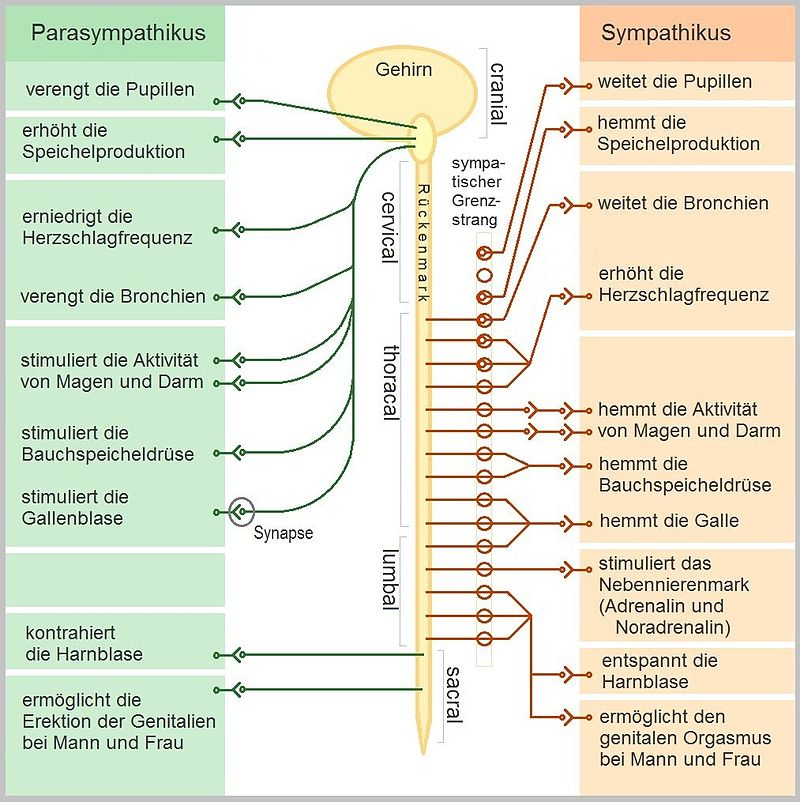 Parasympathikus
verengt die Pupillen
erhöht die
Speichelproduktion
erniedrigt die
Herzschlagfrequenz
verengt die Bronchien
stimuliert die Aktivität
von Magen und Darm
stimuliert die
Bauchspeicheldrüse
stimuliert die
Gallenblase
kontrahiert
die Harnblase
ermöglicht die
Erektion der Genitalien
bei Mann und Frau
Gehirn
cranial
sympa-
tischer
Grenz-
strang
Rückenmark
cervical
thoracal
Synapse
lumbal
sacral
Sympathikus
weitet die Pupillen
hemmt die
Speichelproduktion
weitet die Bronchien
erhöht die
Herzschlagfrequenz
hemmt die Aktivität
von Magen und Darm
hemmt die
Bauchspeicheldrüse
hemmt die Galle
stimuliert das
Nebennierenmark
(Adrenalin und
Noradrenalin)
entspannt die
Harnblase
ermöglicht den
genitalen Orgasmus
bei Mann und Frau